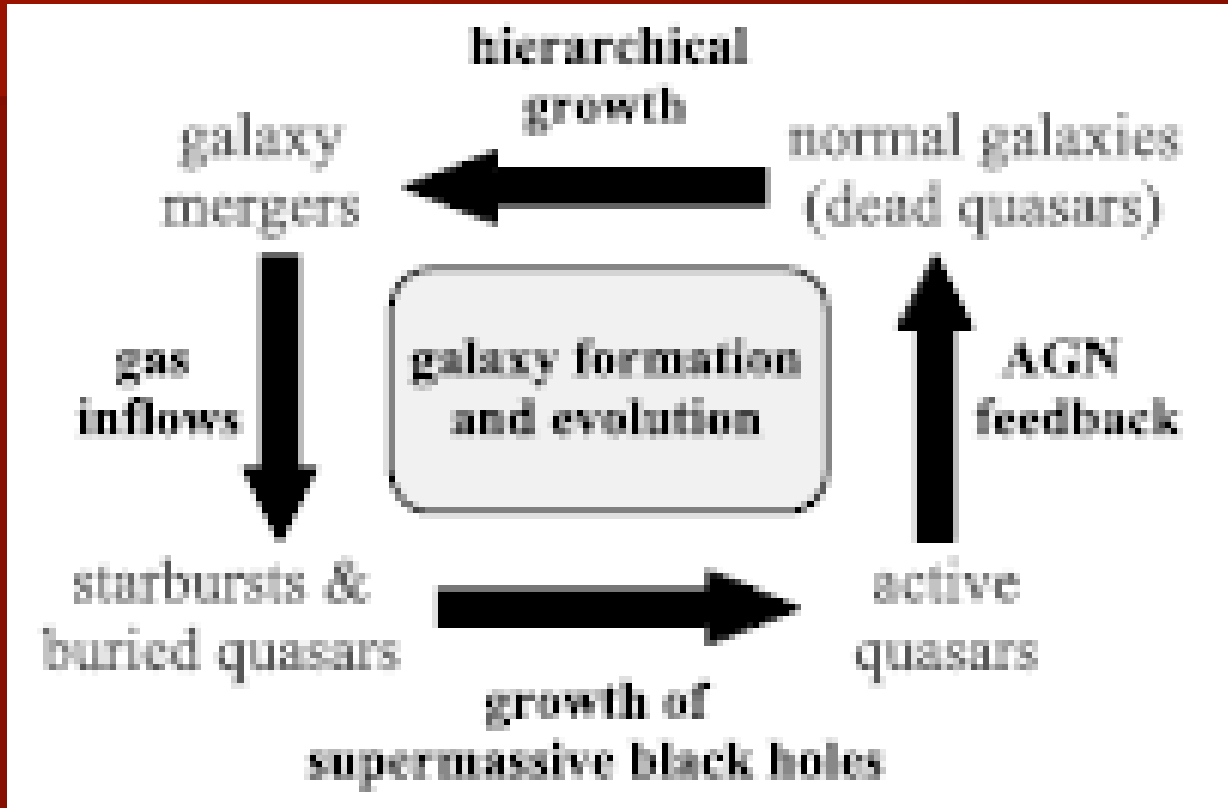 hierarchical
growth
galaxy
mergers
normal galaxies
(dead quasars)
gas
inflows
galaxy formation
and evolution
AGN
feedback
starbursts &
buried quasars
active
quasars
growth of
supermassive black holes